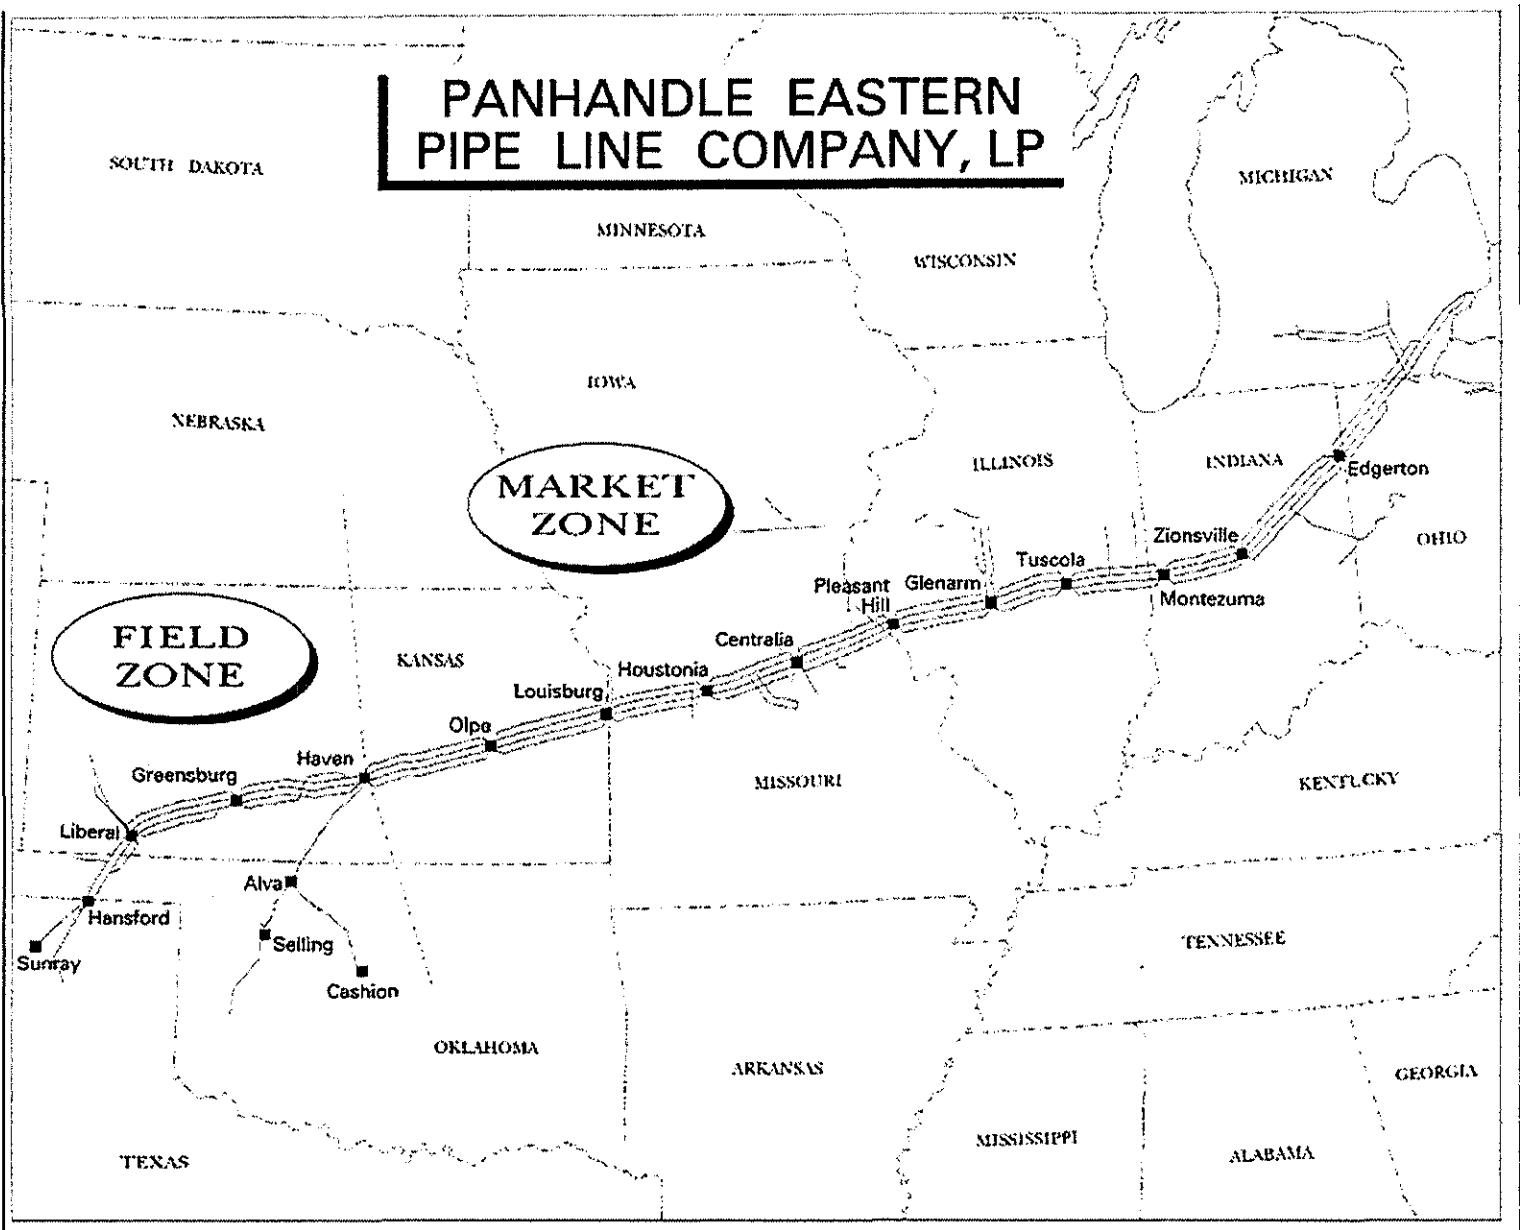 PANHANDLE EASTERN
PIPE LINE COMPANY, LP
SOUTH DAKOTA
MICHIGAN
MINNESOTA
WISCONSIN
IOWA
NEBRASKA
MARKET
ZONE
ILLINOIS
INDIANA
Edgerton
OHIO
Zionsville
Tuscola
Glenarm
Pleasant
Hill
Montezuma
FIELD
ZONE
KANSAS
Centralia
Houstonia
Louisburg
Olpe
Haven
Greensburg
Liberal
MISSOURI
KENTUCKY
Alva
Hansford
Seiling
Sunray
Cashion
TENNESSEE
OKLAHOMA
ARKANSAS
GEORGIA
MISSISSIPPI
ALABAMA
TEXAS